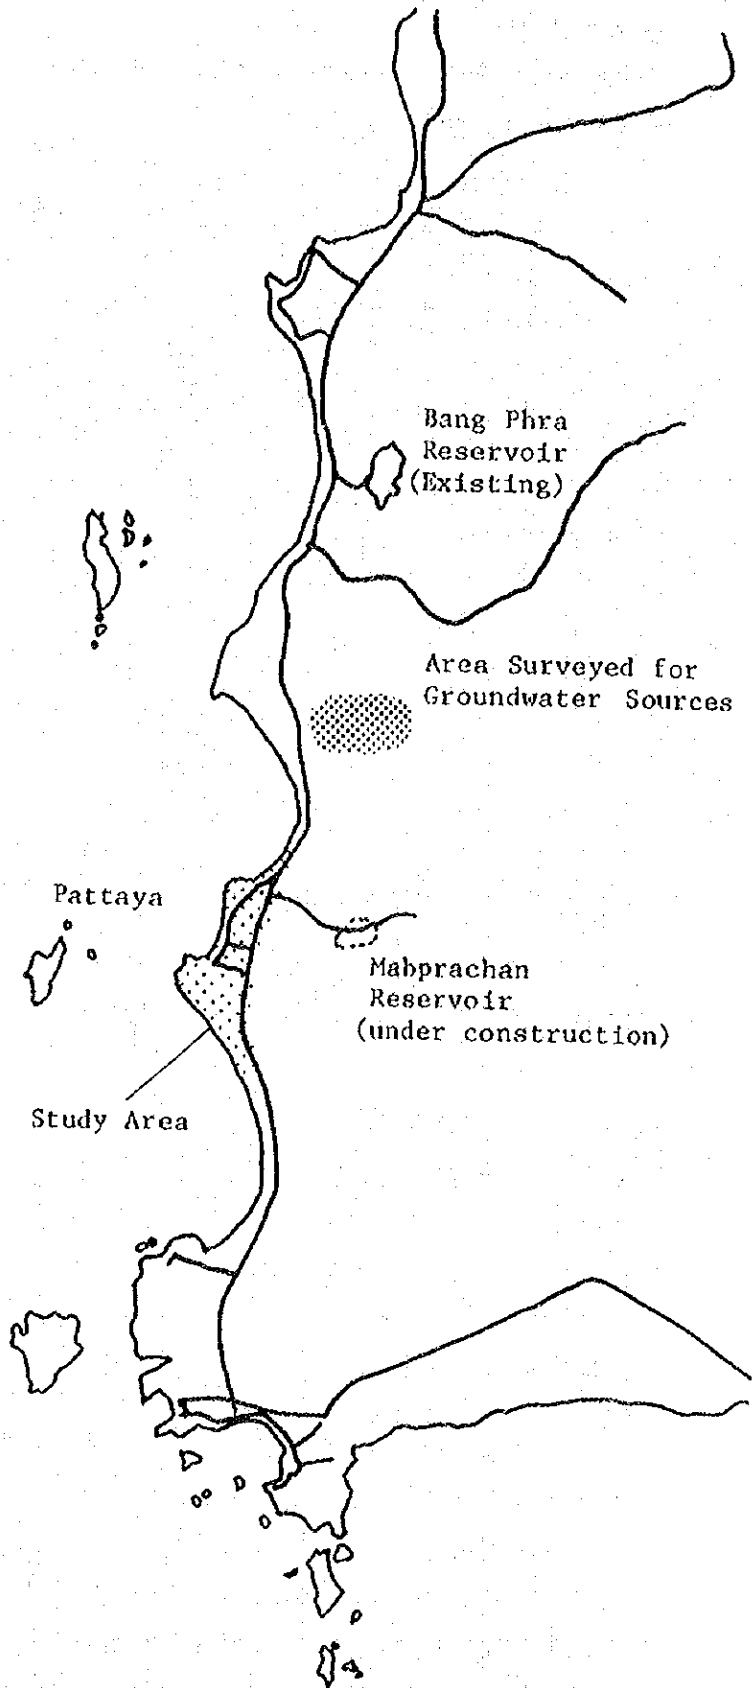 Bang Phra
Reservoir
(Existing)
Area Surveyed for
Groundwater Sources
Pattaya
Mabprachan
Reservoir
(under construction)
Study Area